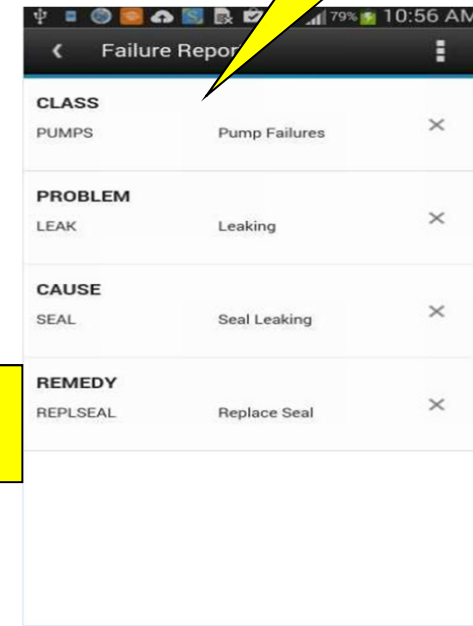 79% 10:56 AM
Failure Repor
CLASS
PUMPS Pump Failures
PROBLEM
LEAK Leaking
CAUSE
SEAL Seal Leaking
REMEDY
REPLSEAL Replace Seal